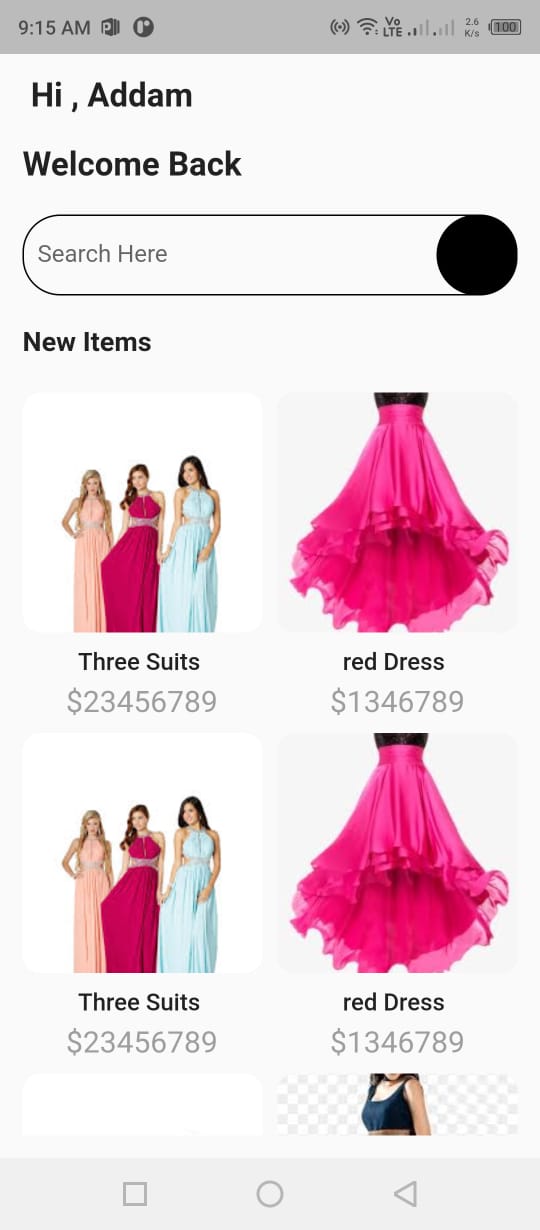 9:15 AM
Vo
LTE
2.6
K/s
100
Hi , Addam
Welcome Back
Search Here
New Items
Three Suits
red Dress
$23456789
$1346789
Three Suits
red Dress
$23456789
$1346789